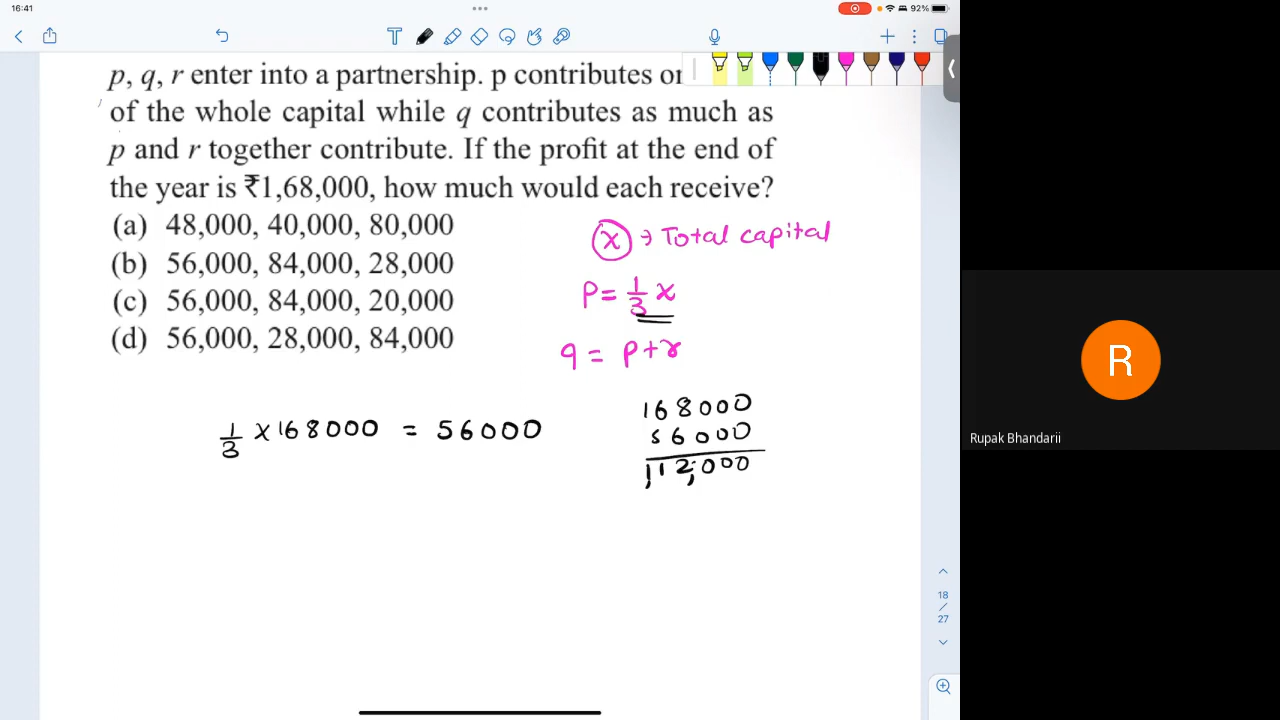 16:41
92%
T
p, q, r enter into a partnership. p contributes
of the whole capital while q contributes as much as
p and r together contribute. If the profit at the end of
the year is ₹1,68,000, how much would each receive?
(a) 48,000, 40,000, 80,000
(b) 56,000, 84,000, 28,000
(c) 56,000, 84,000, 20,000
(d) 56,000, 28,000, 84,000
x → Total capital
P = 1/3 x
q = p+r
1/3 × 168000 = 56000
168000
56000
1,12,000
18
/
27
R
Rupak Bhandarii